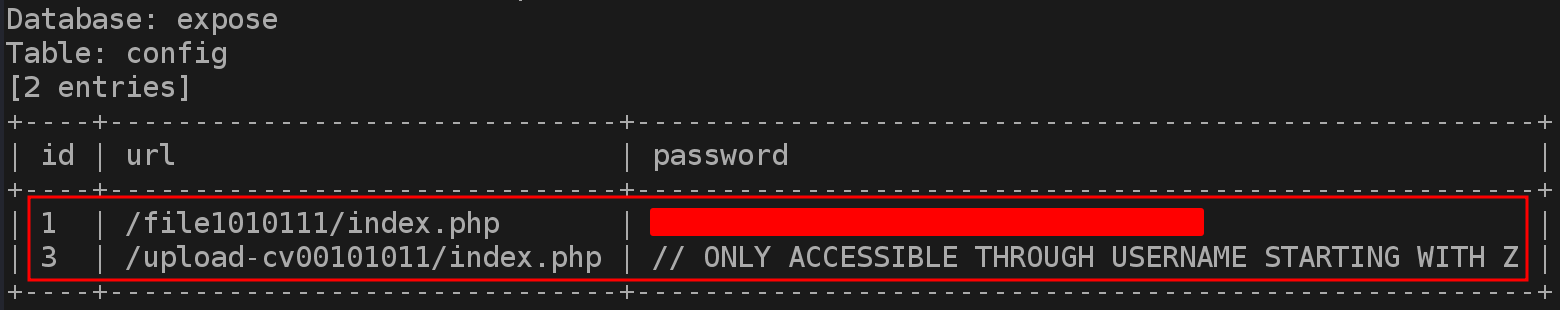 Database: expose
Table: config
[2 entries]
+----+------------------------------+-----------------------------------------------------+
| id | url | password |
+----+------------------------------+-----------------------------------------------------+
| 1 | /file1010111/index.php | |
| 3 | /upload-cv00101011/index.php | // ONLY ACCESSIBLE THROUGH USERNAME STARTING WITH Z |
+----+------------------------------+-----------------------------------------------------+